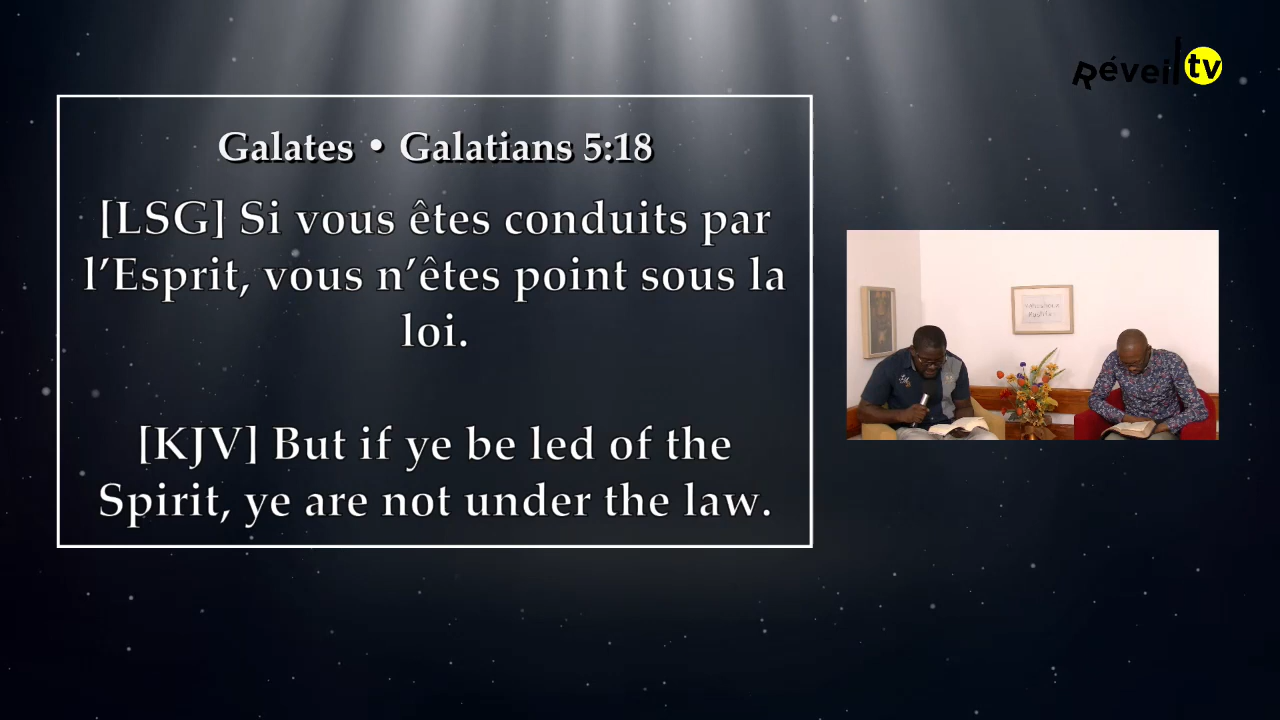 Réveil tv
Galates • Galatians 5:18
[LSG] Si vous êtes conduits par
l’Esprit, vous n’êtes point sous la
loi.
[KJV] But if ye be led of the
Spirit, ye are not under the law.